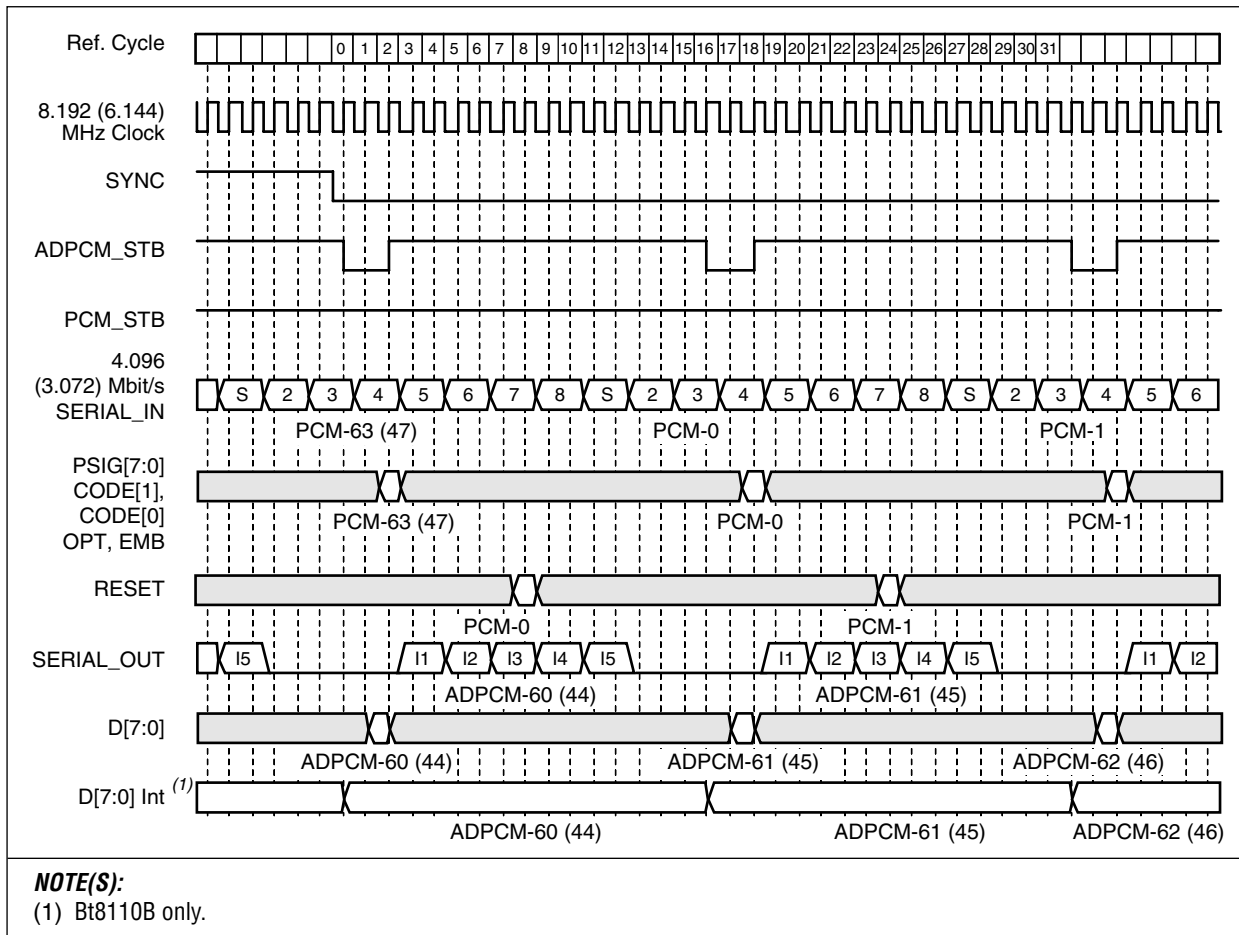 Ref. Cycle 0 1 2 3 4 5 6 7 8 9 10 11 12 13 14 15 16 17 18 19 20 21 22 23 24 25 26 27 28 29 30 31
8.192 (6.144)
MHz Clock
SYNC
ADPCM_STB
PCM_STB
4.096
(3.072) Mbit/s
SERIAL_IN
S 2 3 4 5 6 7 8 S 2 3 4 5 6 7 8 S 2 3 4 5 6
PCM-63 (47) PCM-0 PCM-1
PSIG[7:0]
CODE[1],
CODE[0]
OPT, EMB
PCM-63 (47) PCM-0 PCM-1
RESET
PCM-0 PCM-1
SERIAL_OUT I5 I1 I2 I3 I4 I5 I1 I2 I3 I4 I5 I1 I2
ADPCM-60 (44) ADPCM-61 (45)
D[7:0]
ADPCM-60 (44) ADPCM-61 (45) ADPCM-62 (46)
D[7:0] Int (1)
ADPCM-60 (44) ADPCM-61 (45) ADPCM-62 (46)
NOTE(S):
(1) Bt8110B only.